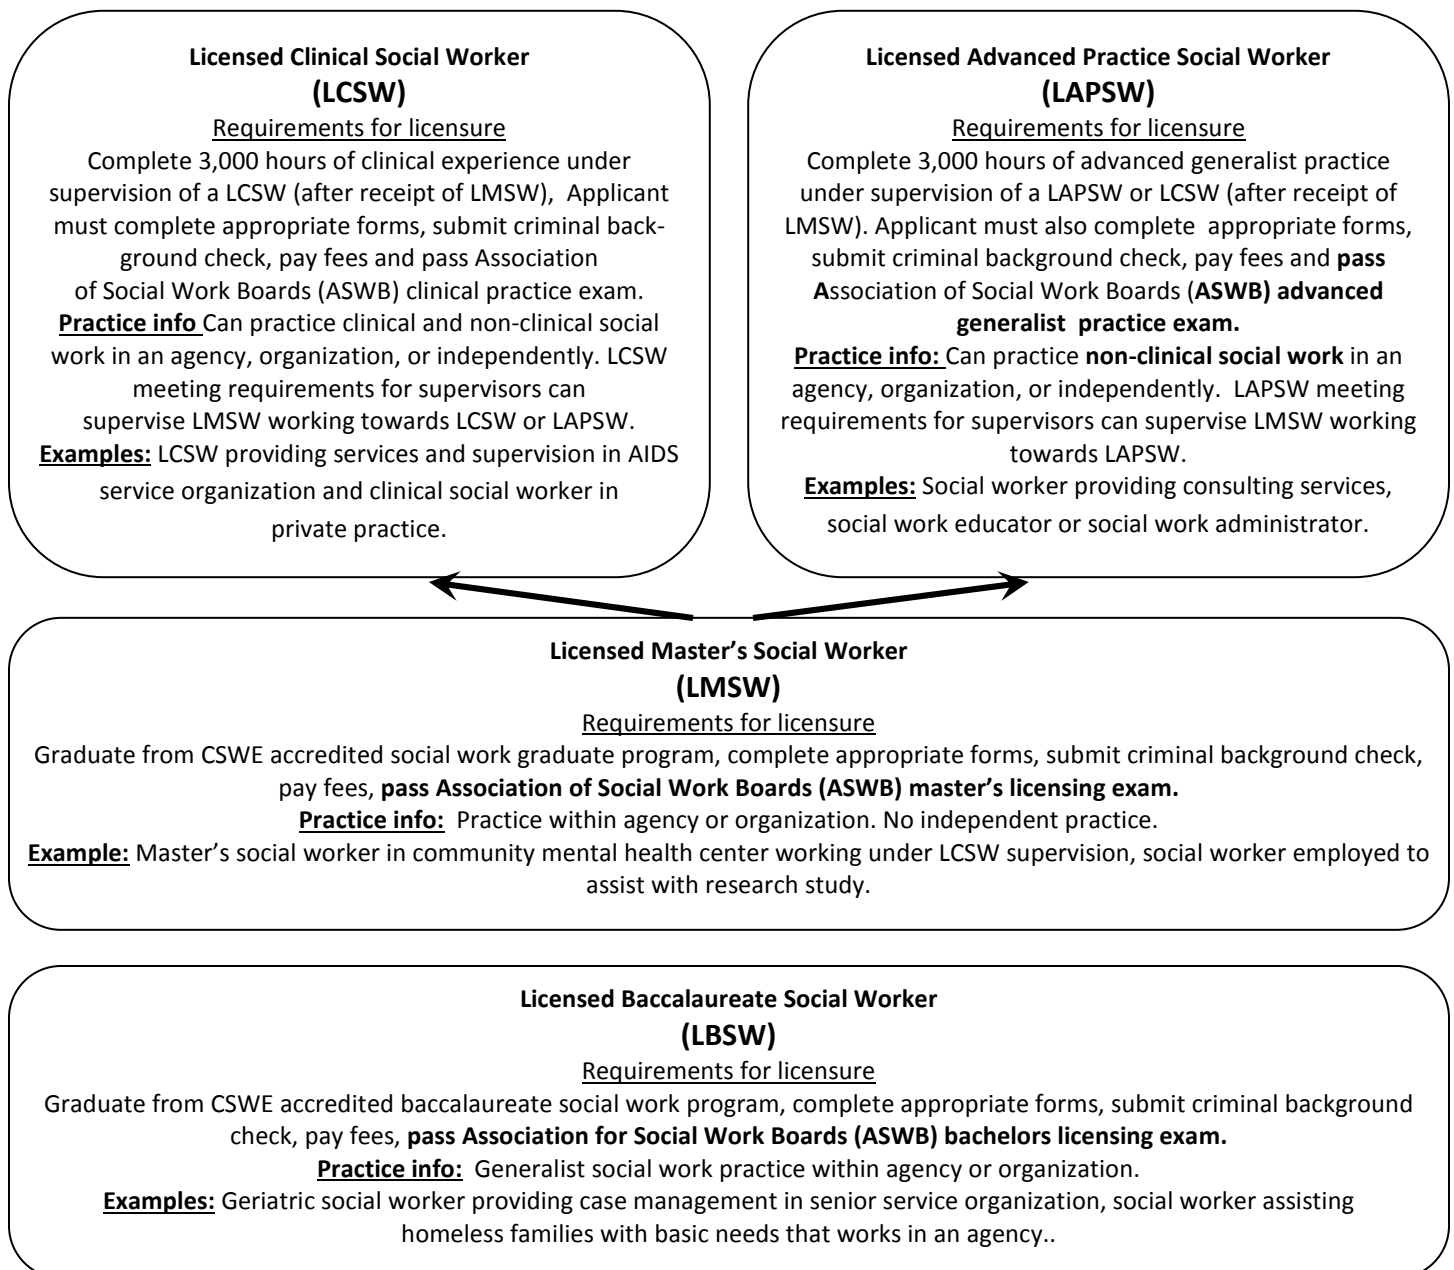 Licensed Clinical Social Worker
(LCSW)
Requirements for licensure
Complete 3,000 hours of clinical experience under
supervision of a LCSW (after receipt of LMSW),  Applicant
must complete appropriate forms, submit criminal back-
ground check, pay fees and pass Association
of Social Work Boards (ASWB) clinical practice exam.
Practice info Can practice clinical and non-clinical social
work in an agency, organization, or independently. LCSW
meeting requirements for supervisors can
supervise LMSW working towards LCSW or LAPSW.
Examples: LCSW providing services and supervision in AIDS
service organization and clinical social worker in
private practice.
Licensed Advanced Practice Social Worker
(LAPSW)
Requirements for licensure
Complete 3,000 hours of advanced generalist practice
under supervision of a LAPSW or LCSW (after receipt of
LMSW). Applicant must also complete  appropriate forms,
submit criminal background check, pay fees and pass
Association of Social Work Boards (ASWB) advanced
generalist  practice exam.
Practice info: Can practice non-clinical social work in an
agency, organization, or independently.  LAPSW meeting
requirements for supervisors can supervise LMSW working
towards LAPSW.
Examples: Social worker providing consulting services,
social work educator or social work administrator.
Licensed Master’s Social Worker
(LMSW)
Requirements for licensure
Graduate from CSWE accredited social work graduate program, complete appropriate forms, submit criminal background check,
pay fees, pass Association of Social Work Boards (ASWB) master’s licensing exam.
Practice info:  Practice within agency or organization. No independent practice.
Example: Master’s social worker in community mental health center working under LCSW supervision, social worker employed to
assist with research study.
Licensed Baccalaureate Social Worker
(LBSW)
Requirements for licensure
Graduate from CSWE accredited baccalaureate social work program, complete appropriate forms, submit criminal background
check, pay fees, pass Association for Social Work Boards (ASWB) bachelors licensing exam.
Practice info:  Generalist social work practice within agency or organization.
Examples: Geriatric social worker providing case management in senior service organization, social worker assisting
homeless families with basic needs that works in an agency..